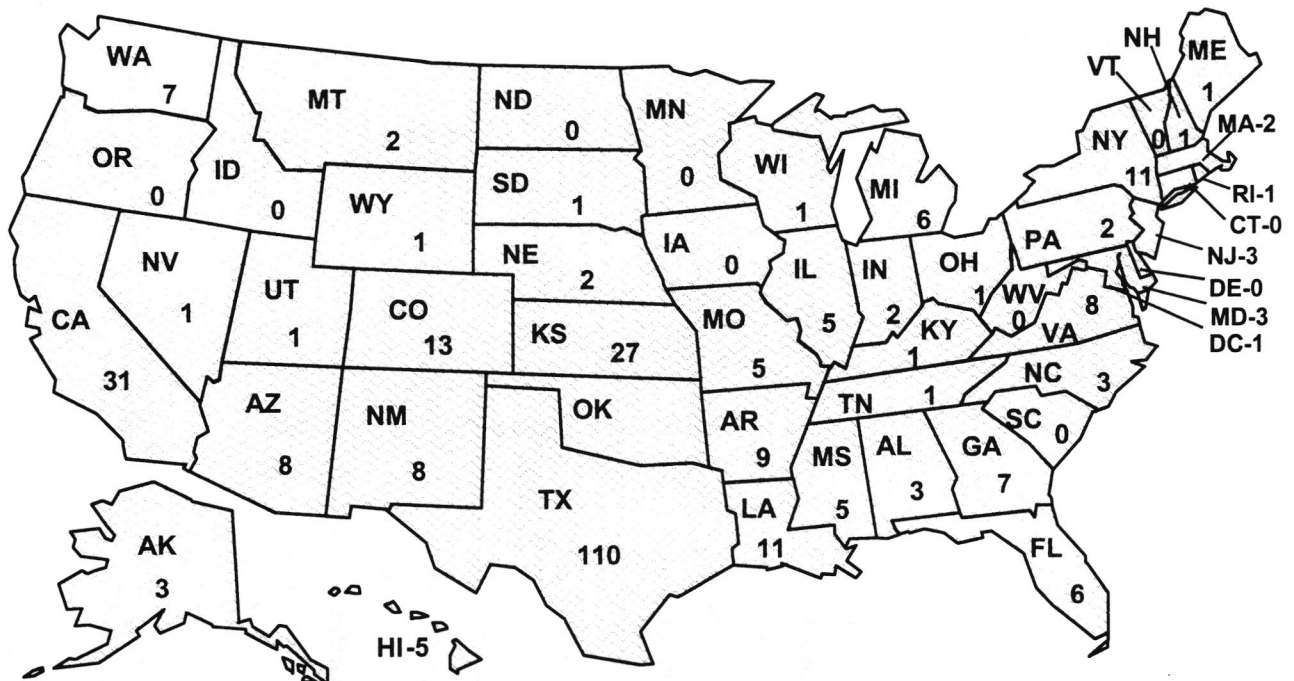 WA
7
MT
2
ND
0
MN
0
OR
0
ID
0
WY
1
SD
1
WI
1
MI
6
NH
VT
ME
1
NY
11
0
1
MA-2
RI-1
CT-0
NJ-3
DE-0
MD-3
DC-1
CA
31
NV
1
UT
1
CO
13
NE
2
KS
27
IA
0
MO
5
IL
5
IN
2
OH
1
PA
2
WV
0
VA
8
KY
1
AZ
8
NM
8
OK
TX
110
AR
9
LA
11
TN
1
NC
3
SC
0
MS
5
AL
3
GA
7
FL
6
AK
3
HI-5